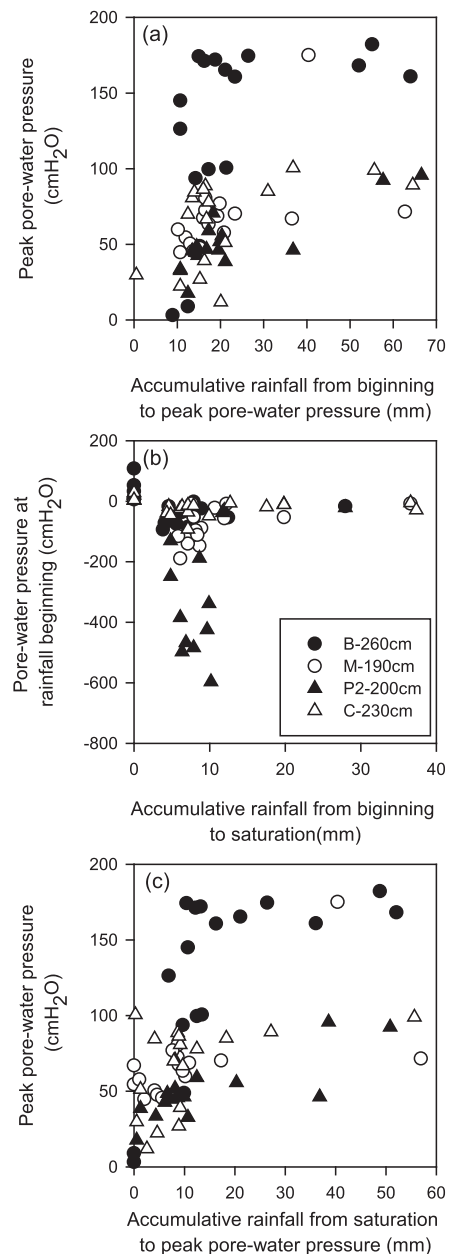 (a)
200
150
100
50
0
Peak pore-water pressure
(cmH2O)
0 10 20 30 40 50 60 70
Accumulative rainfall from biginning
to peak pore-water pressure (mm)
(b)
200
0
-200
-400
-600
-800
Pore-water pressure at
rainfall beginning (cmH2O)
B-260cm
M-190cm
P2-200cm
C-230cm
0 10 20 30 40
Accumulative rainfall from biginning
to saturation(mm)
(c)
200
150
100
50
0
Peak pore-water pressure
(cmH2O)
0 10 20 30 40 50 60
Accumulative rainfall from saturation
to peak pore-water pressure (mm)